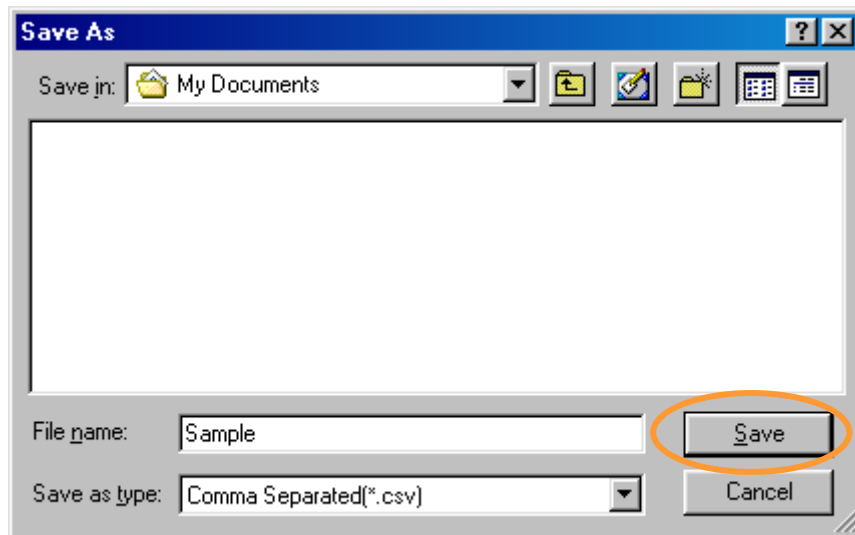 Save As
Save in: My Documents
File name: Sample Save
Save as type: Comma Separated(*.csv) Cancel